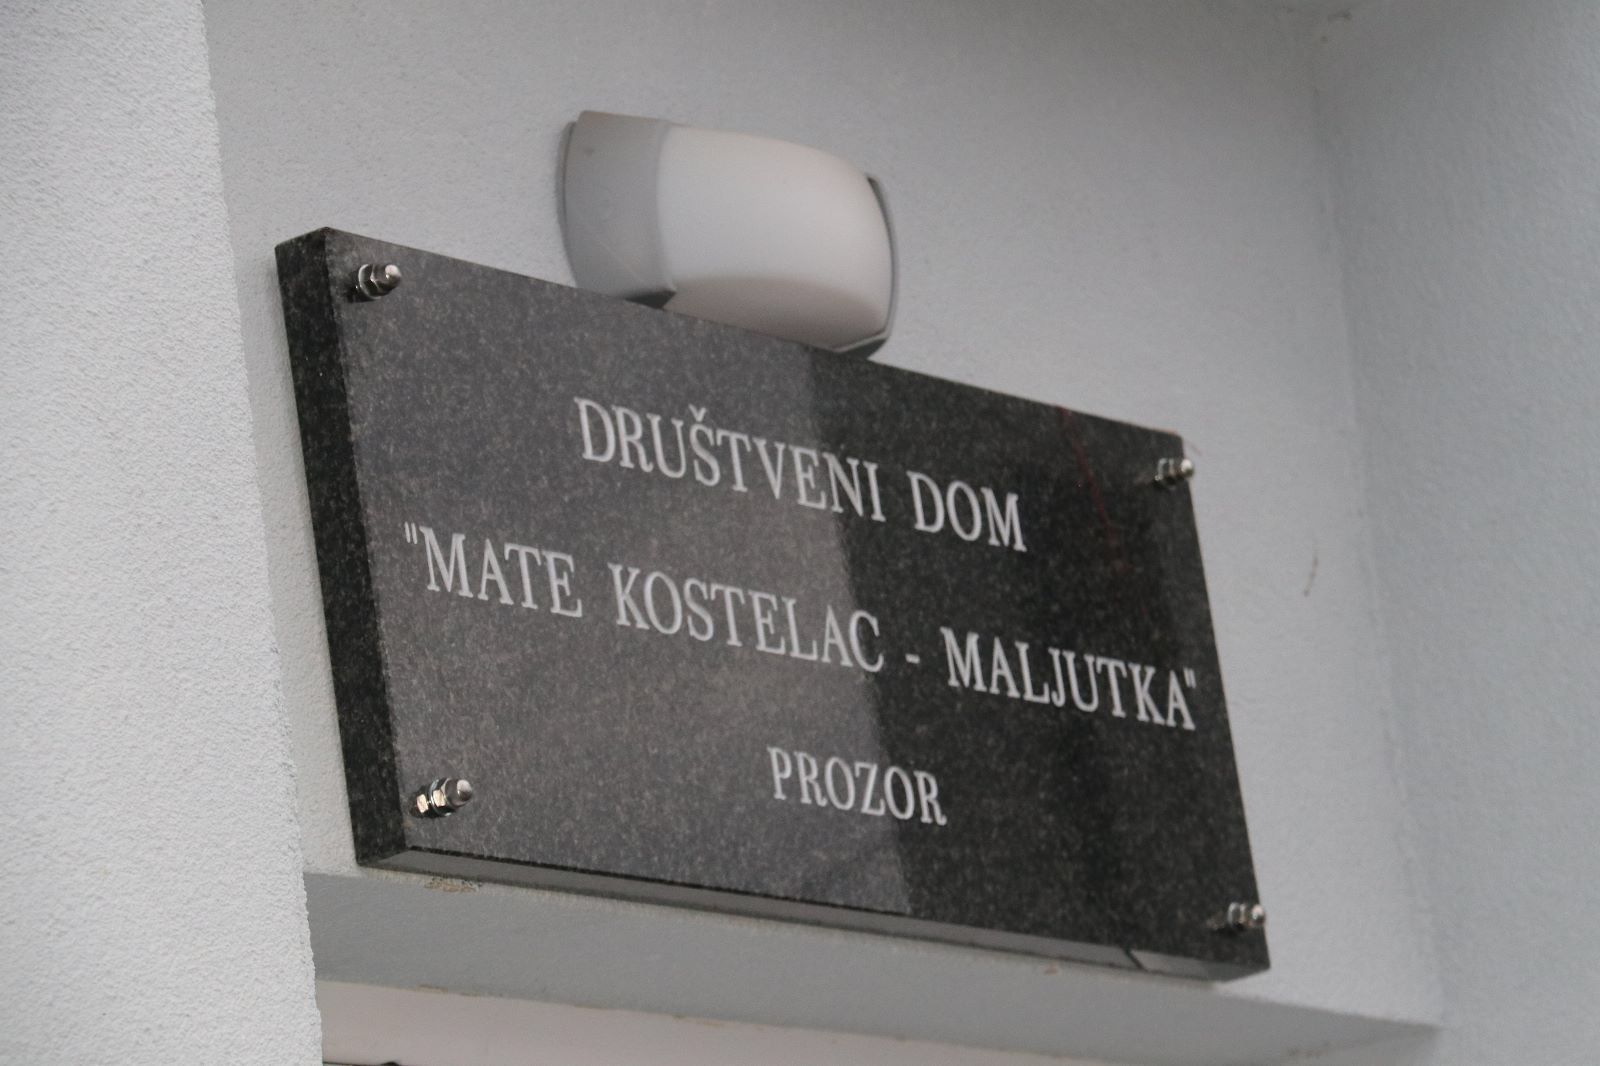 DRUŠTVENI DOM
"MATE KOSTELAC - MALJUTKA"
PROZOR